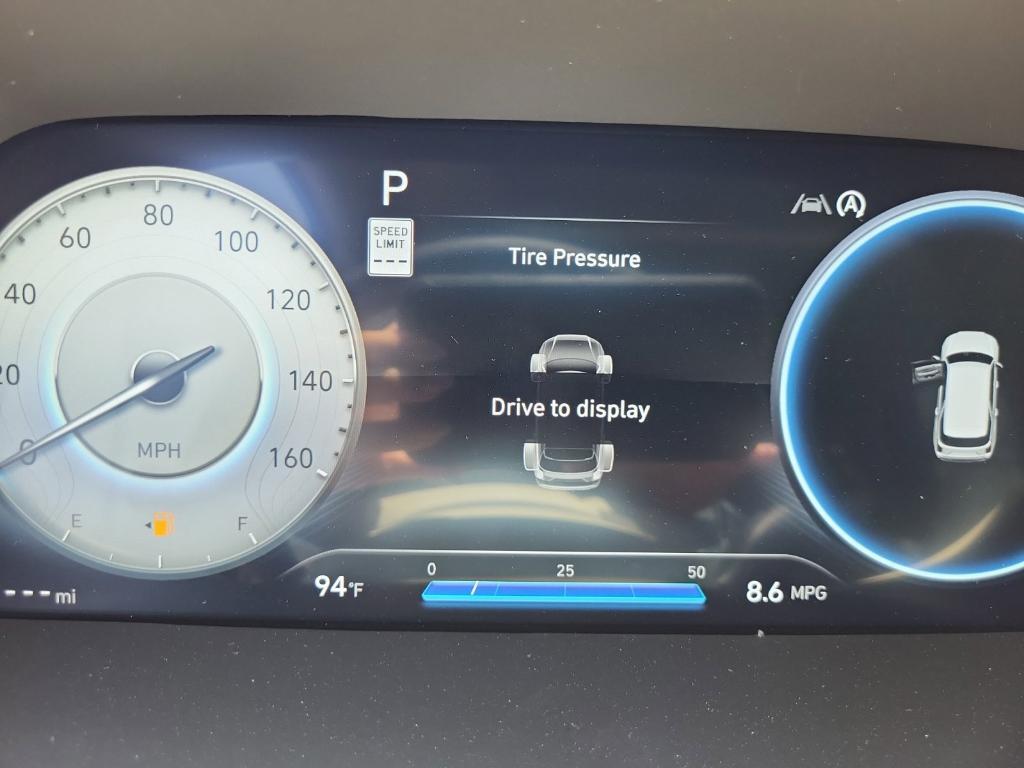 P
SPEED
LIMIT
---
Tire Pressure
A
80
60
100
40
120
20
140
0
160
MPH
Drive to display
E
F
--- mi
94°F
0
25
50
8.6 MPG